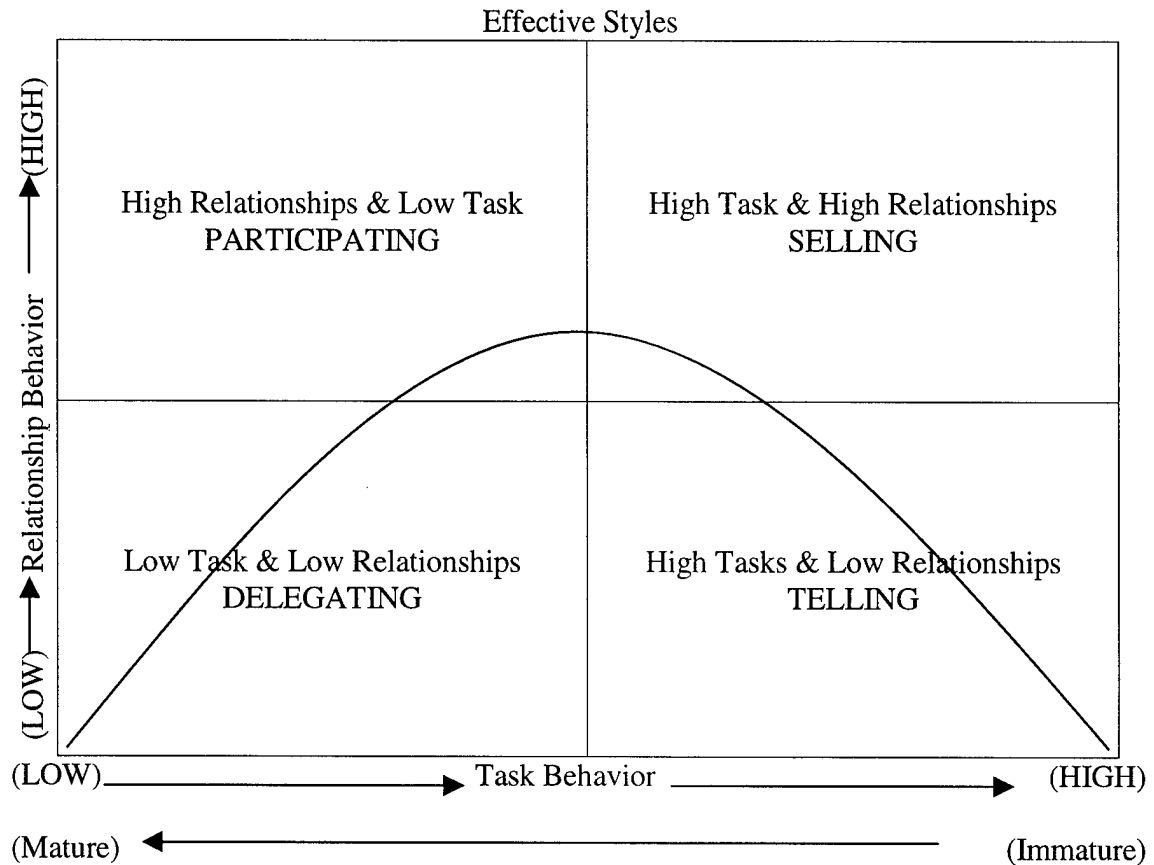 Effective Styles
(HIGH)
Relationship Behavior
(LOW)
High Relationships & Low Task
PARTICIPATING
High Task & High Relationships
SELLING
Low Task & Low Relationships
DELEGATING
High Tasks & Low Relationships
TELLING
(LOW) Task Behavior (HIGH)
(Mature) (Immature)